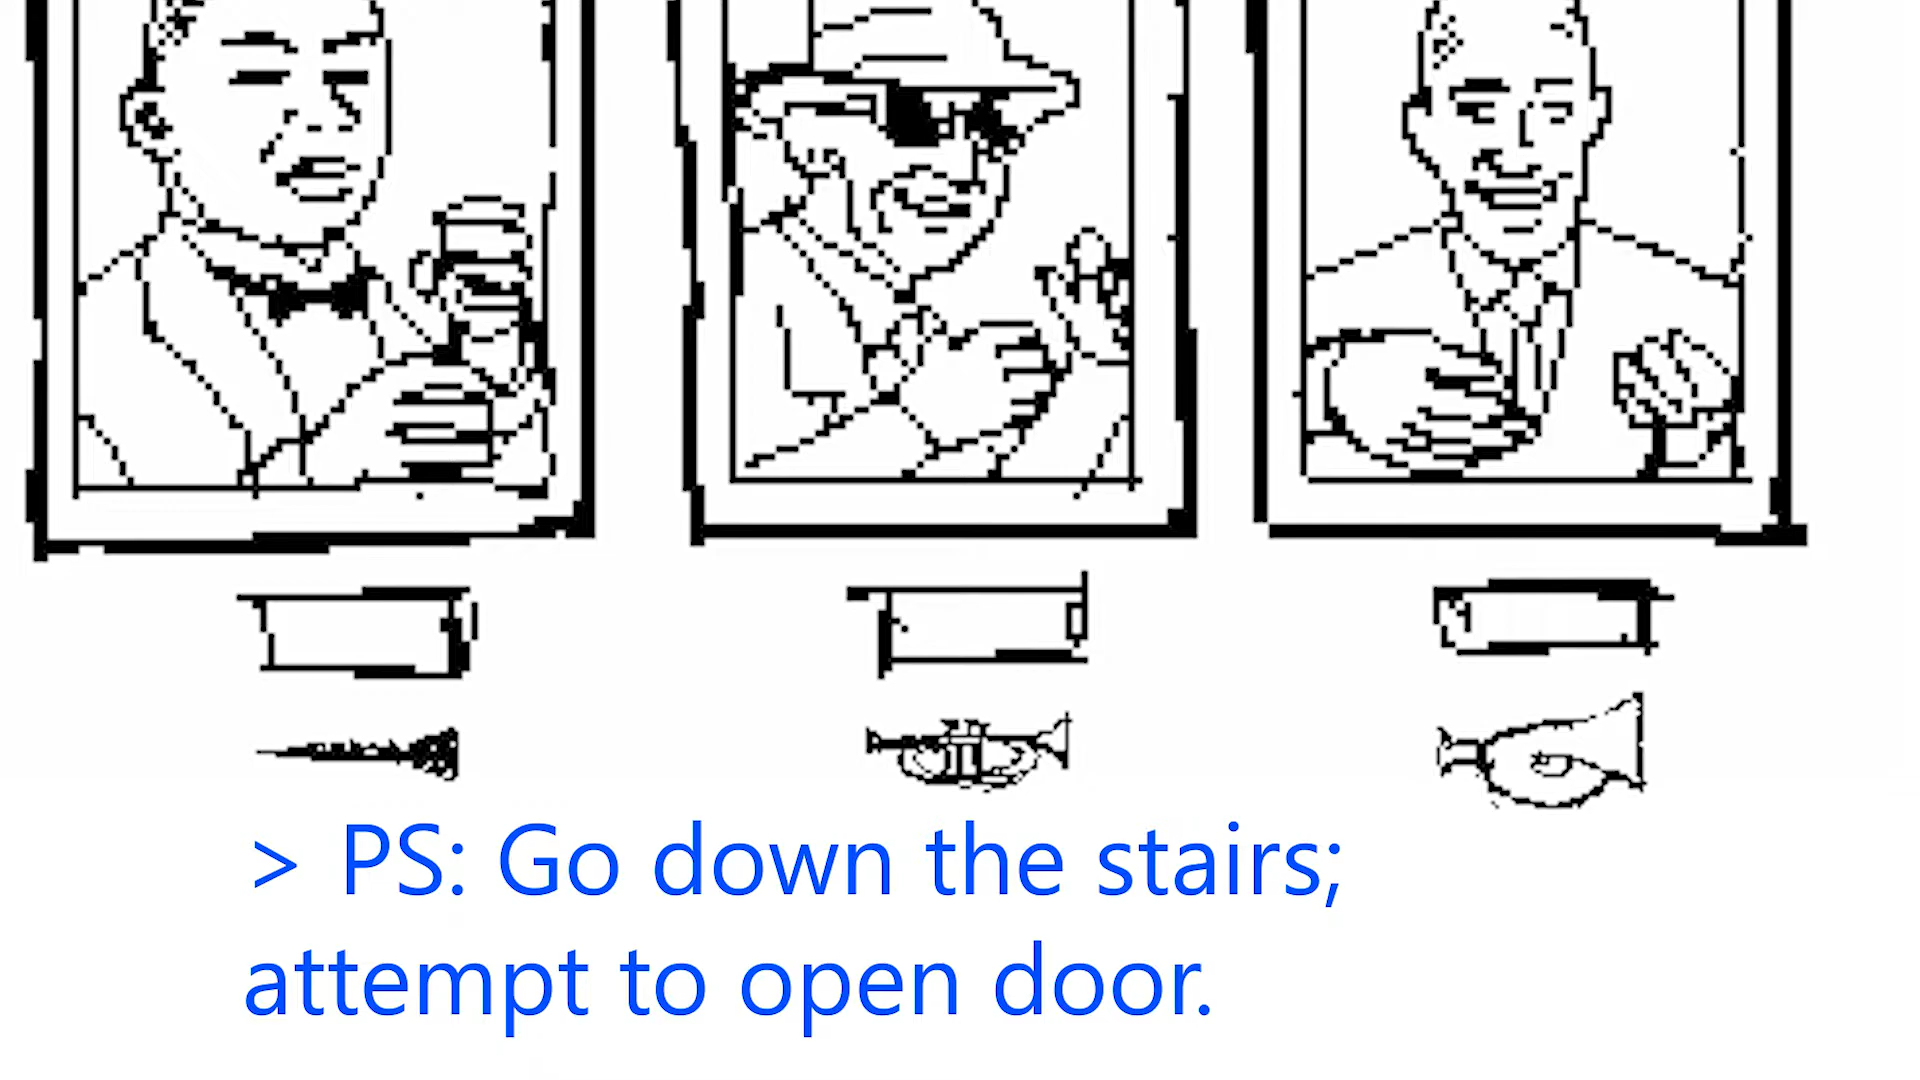 > PS: Go down the stairs;
attempt to open door.